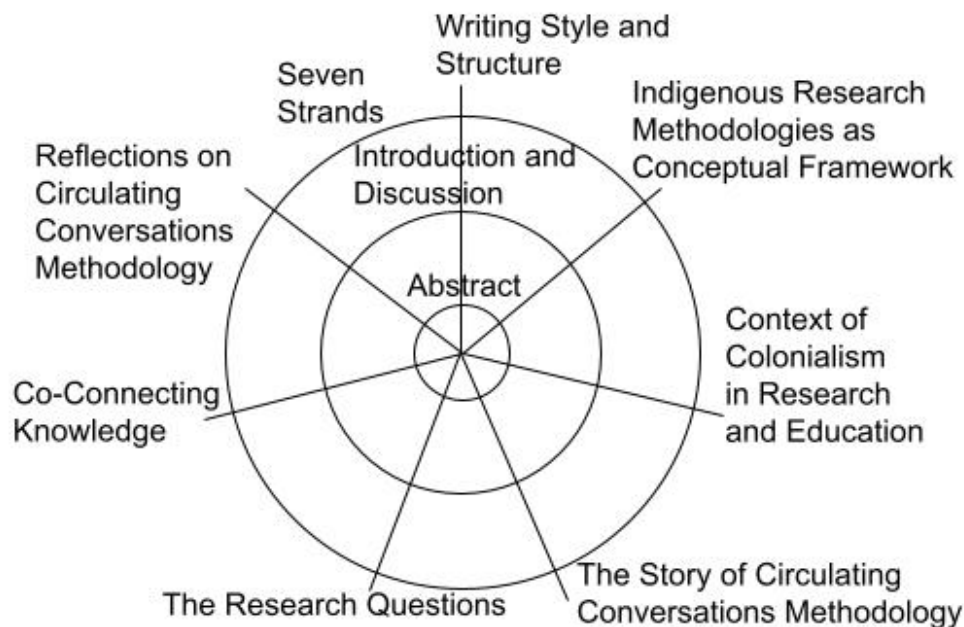 Writing Style and
Structure
Seven
Strands
Indigenous Research
Methodologies as
Conceptual Framework
Reflections on
Circulating
Conversations
Methodology
Introduction and
Discussion
Abstract
Context of
Colonialism
in Research
and Education
Co-Connecting
Knowledge
The Story of Circulating
Conversations Methodology
The Research Questions